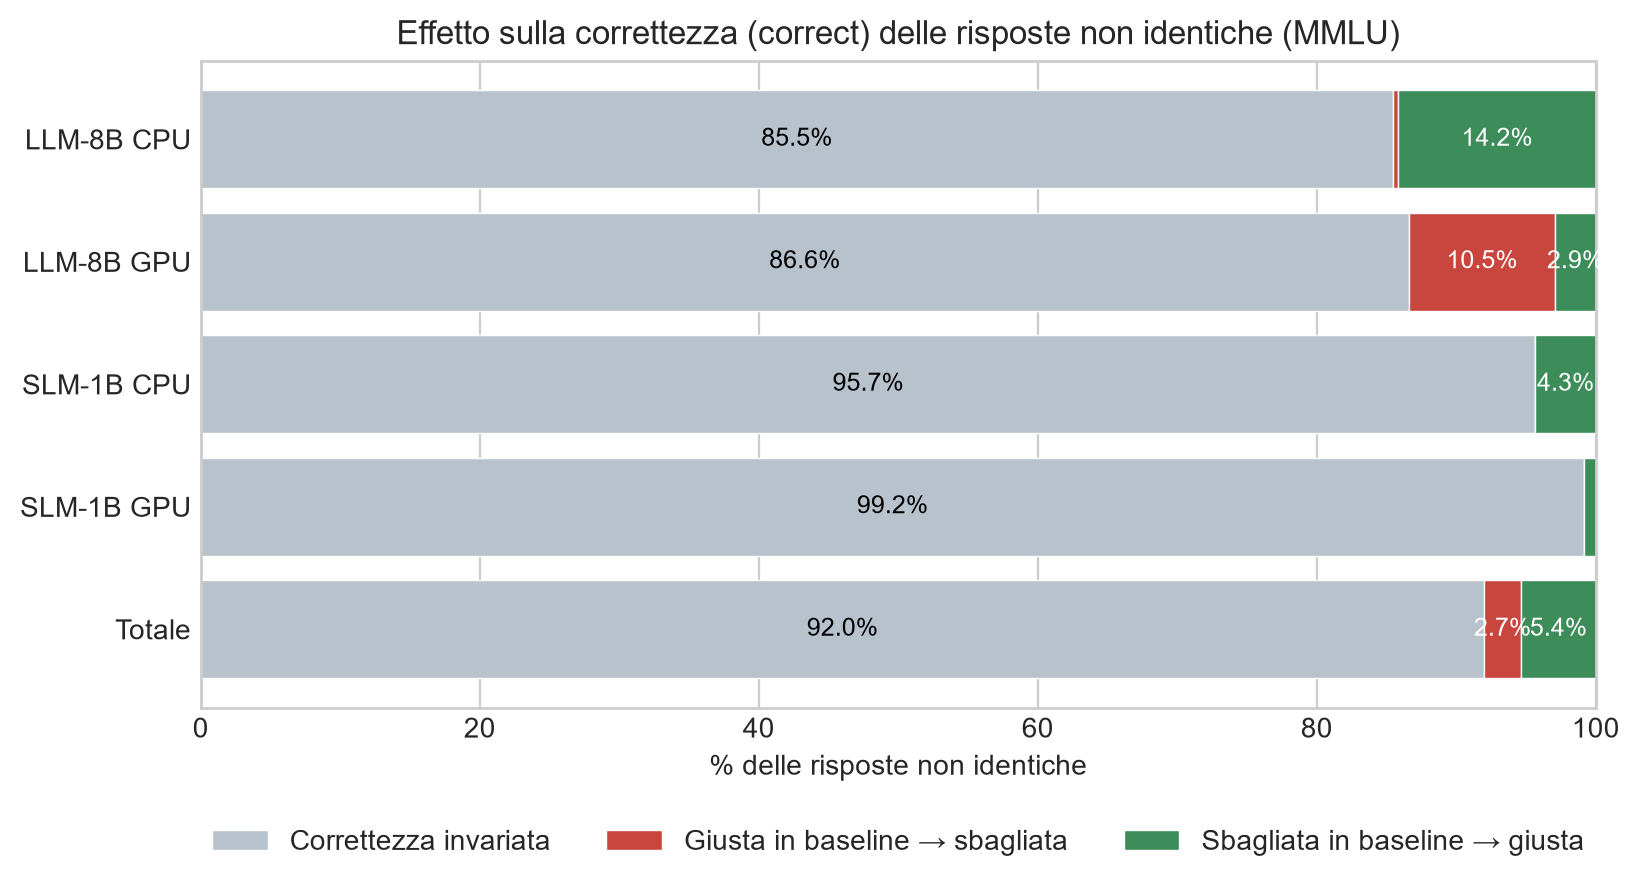 Effetto sulla correttezza (correct) delle risposte non identiche (MMLU)
LLM-8B CPU
85.5%
14.2%
LLM-8B GPU
86.6%
10.5%
2.9%
SLM-1B CPU
95.7%
4.3%
SLM-1B GPU
99.2%
Totale
92.0%
2.7%
5.4%
0 20 40 60 80 100
% delle risposte non identiche
Correttezza invariata
Giusta in baseline → sbagliata
Sbagliata in baseline → giusta